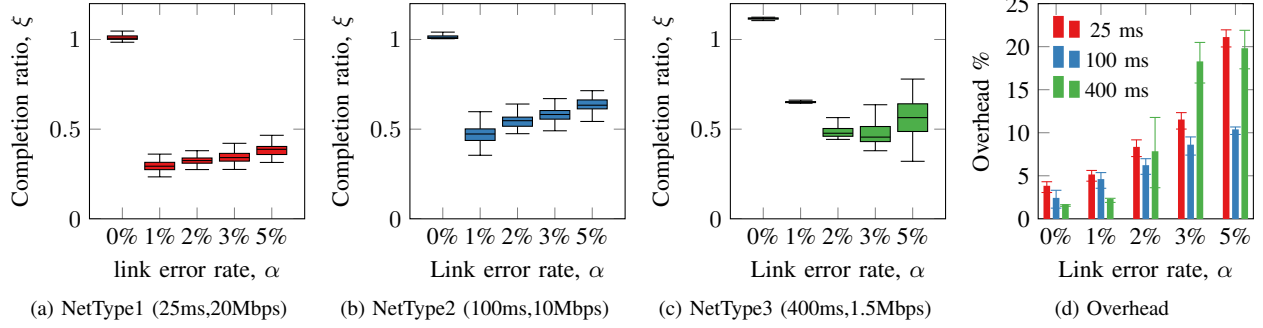 Completion ratio, ξ
1
0.5
0
0% 1% 2% 3% 5%
link error rate, α
(a) NetType1 (25ms,20Mbps)
Completion ratio, ξ
1
0.5
0
0% 1% 2% 3% 5%
Link error rate, α
(b) NetType2 (100ms,10Mbps)
Completion ratio, ξ
1
0.5
0
0% 1% 2% 3% 5%
Link error rate, α
(c) NetType3 (400ms,1.5Mbps)
Overhead %
25
20
15
10
5
0
25 ms
100 ms
400 ms
0% 1% 2% 3% 5%
Link error rate, α
(d) Overhead